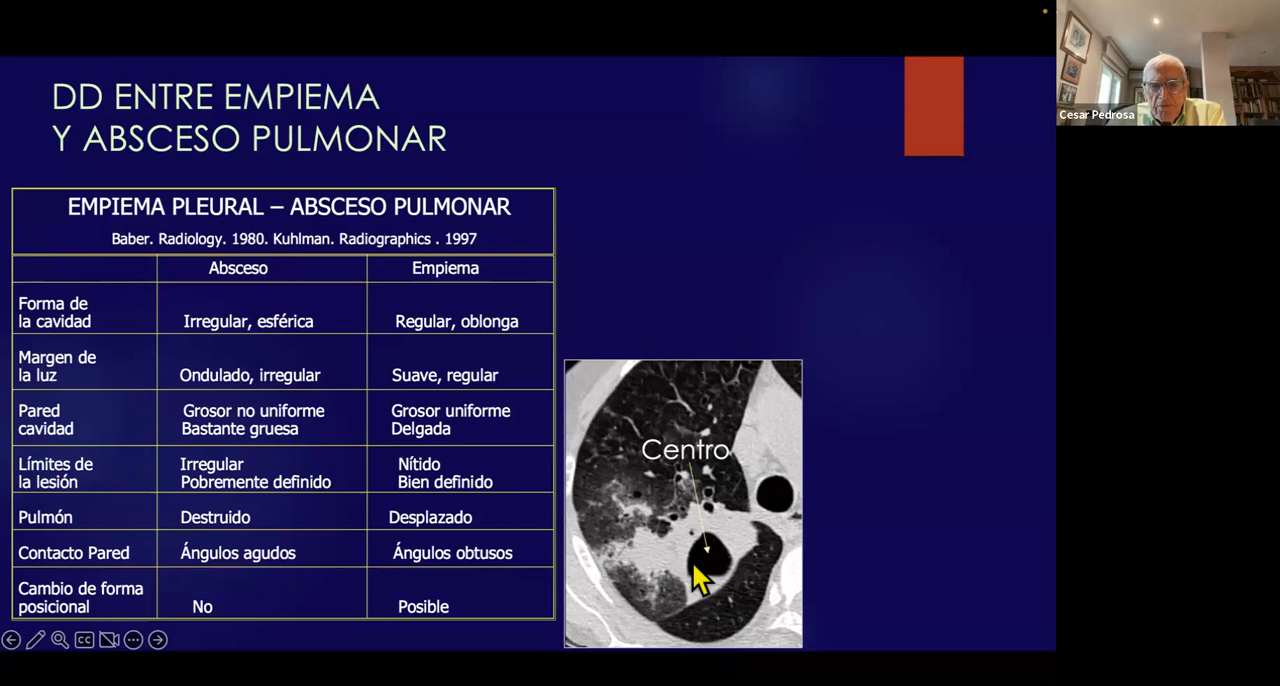 DD ENTRE EMPIEMA
Y ABSCESO PULMONAR
EMPIEMA PLEURAL – ABSCESO PULMONAR
Baber. Radiology. 1980. Kuhlman. Radiographics . 1997
Absceso Empiema
Forma de
la cavidad Irregular, esférica Regular, oblonga
Margen de
la luz Ondulado, irregular Suave, regular
Pared Grosor no uniforme Grosor uniforme
cavidad Bastante gruesa Delgada
Límites de Irregular Nítido
la lesión Pobremente definido Bien definido
Pulmón Destruido Desplazado
Contacto Pared Ángulos agudos Ángulos obtusos
Cambio de forma
posicional No Posible
Centro
Cesar Pedrosa
CC